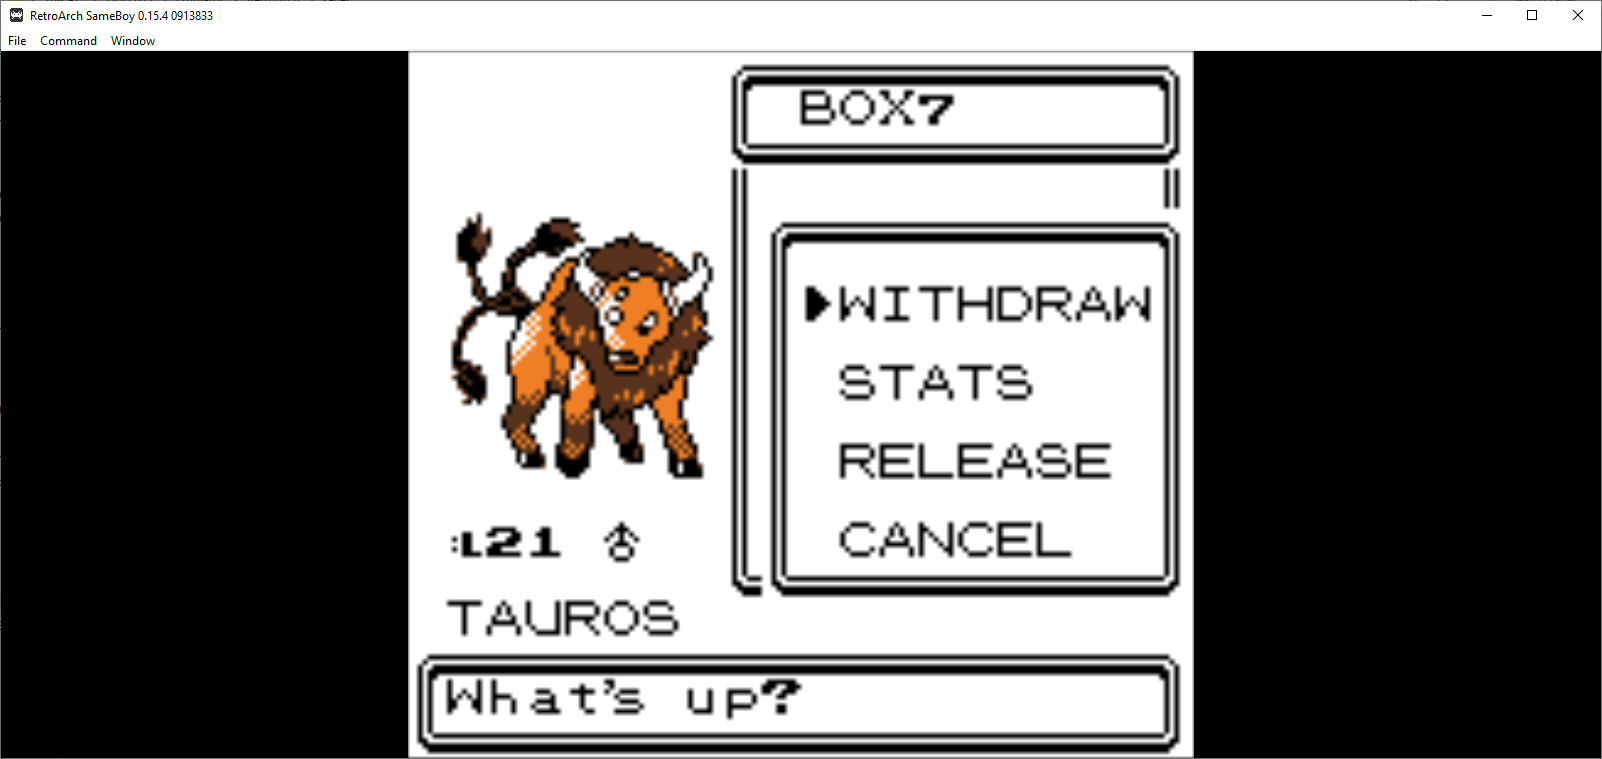 RetroArch SameBoy 0.15.4 0913833
File Command Window
BOX7
▶WITHDRAW
STATS
RELEASE
CANCEL
:L21 ♂
TAUROS
What's up?